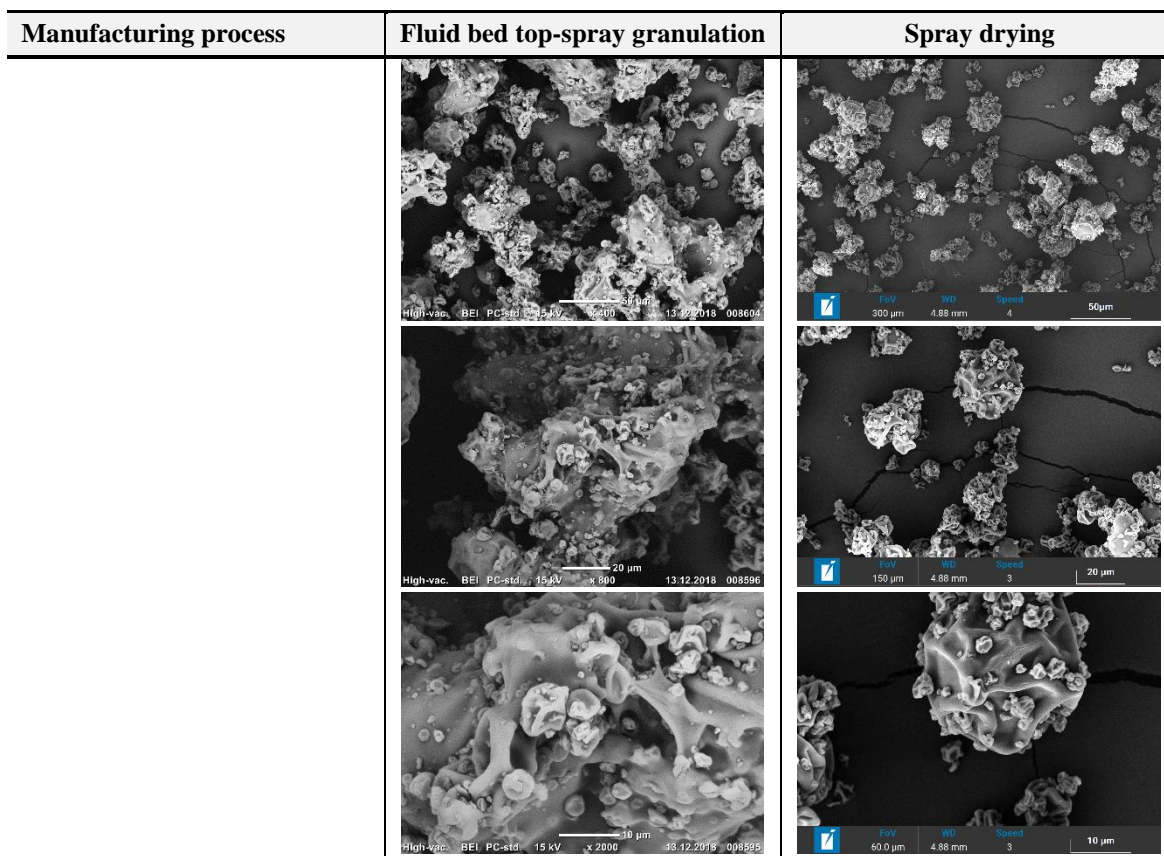 Manufacturing process Fluid bed top-spray granulation Spray drying
50 µm
High-vac. BEI PC-std. 15 kV x 400 13.12.2018 008604
FoV WD Speed
300 µm 4.88 mm 4 50µm
20 µm
High-vac. BEI PC-std. 15 kV x 800 13.12.2018 008596
FoV WD Speed
150 µm 4.88 mm 3 20 µm
10 µm
High-vac. BEI PC-std. 15 kV x 2000 13.12.2018 008595
FoV WD Speed
60.0 µm 4.88 mm 3 10 µm